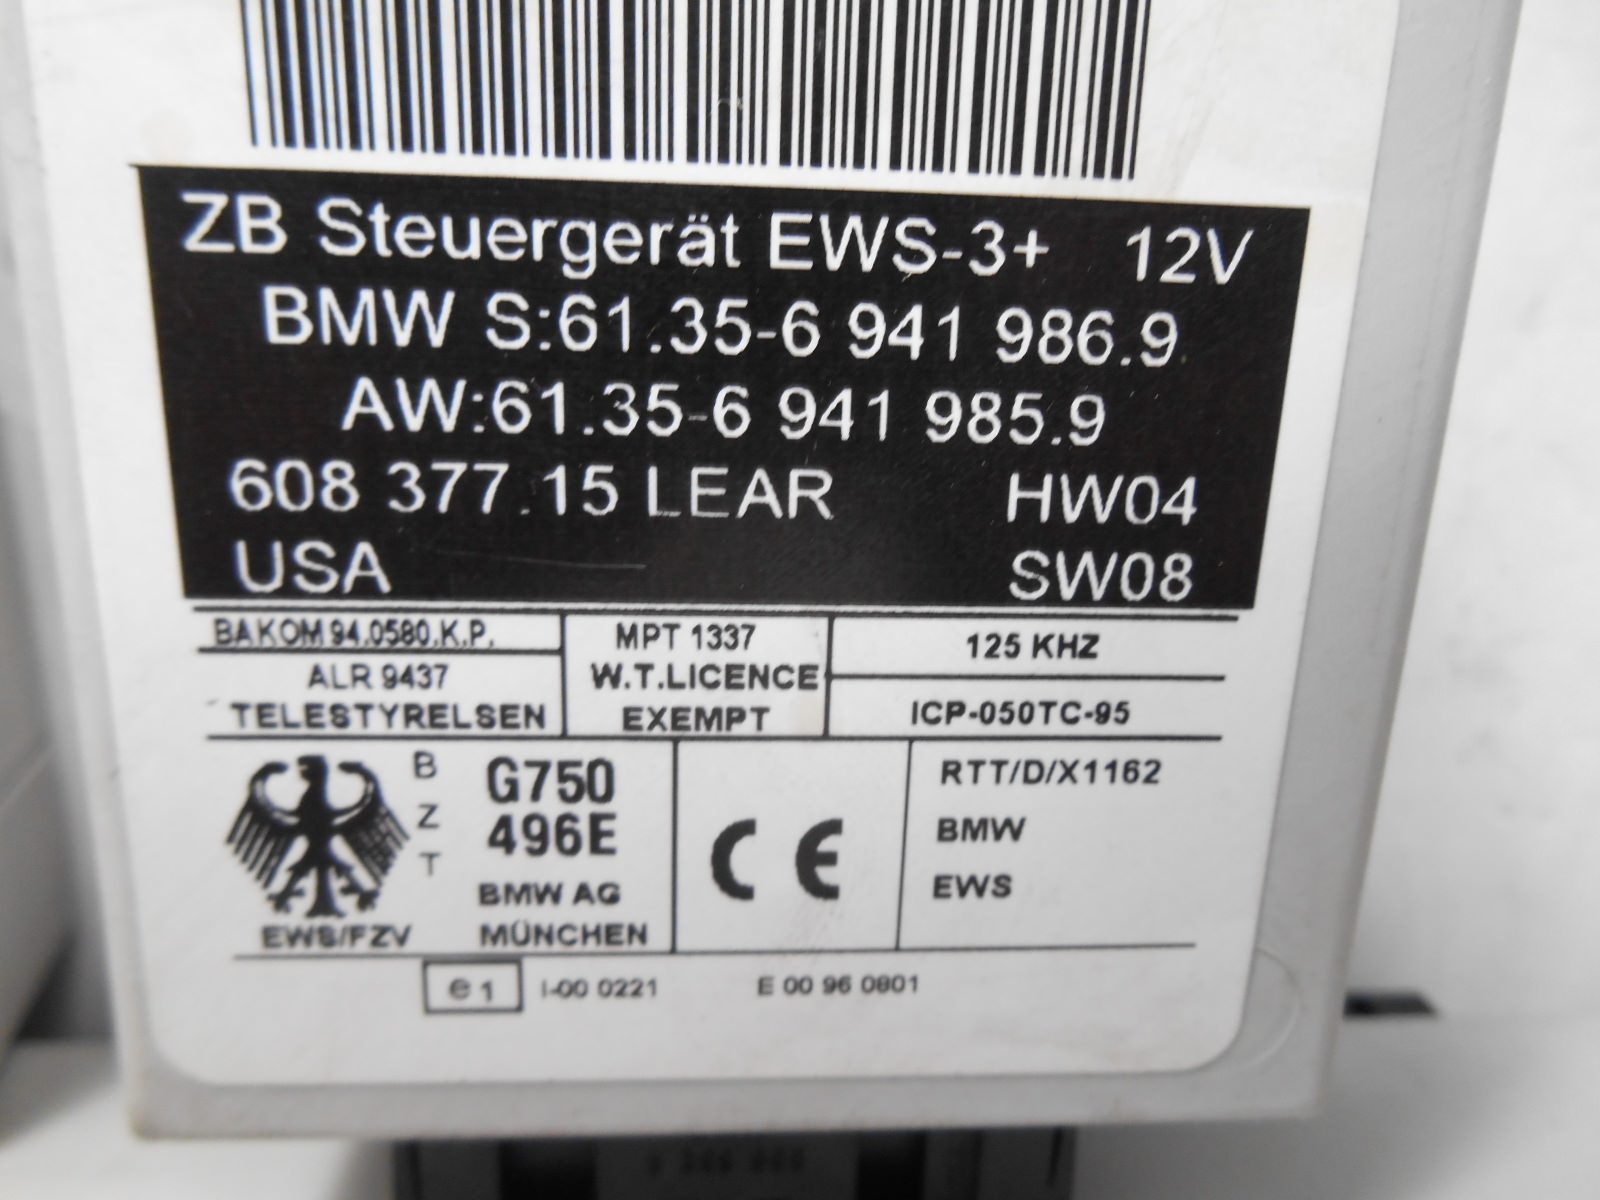 ZB Steuergerät EWS-3+ 12V
BMW S:61.35-6 941 986.9
AW:61.35-6 941 985.9
608 377.15 LEAR HW04
USA SW08
BAKOM 94.0580.K.P.
ALR 9437
TELESTYRELSEN
MPT 1337
W.T.LICENCE
EXEMPT
125 KHZ
ICP-050TC-95
B
Z
T
EWS/FZV
G750
496E
BMW AG
MÜNCHEN
CE
RTT/D/X1162
BMW
EWS
e1 I-00 0221 E 00 96 0801